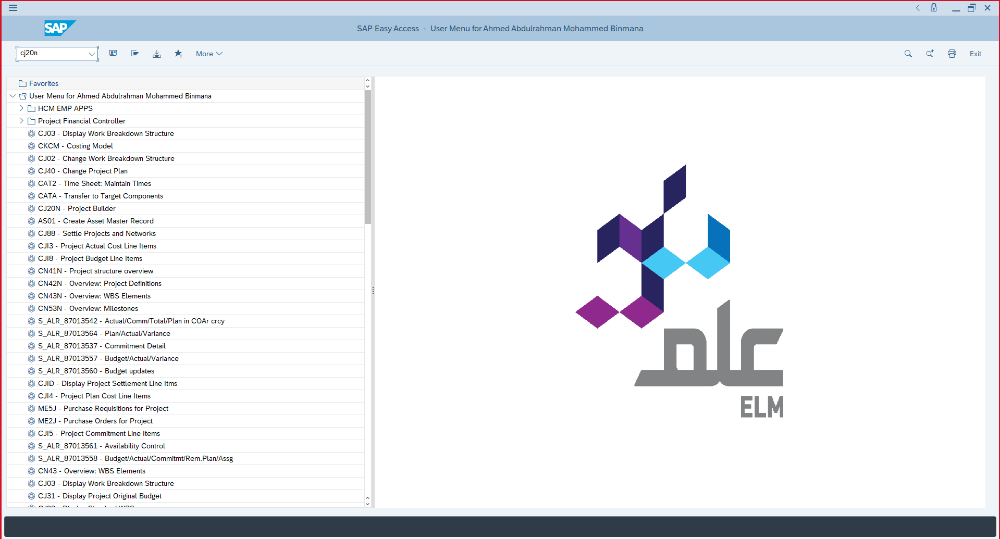 SAP
SAP Easy Access - User Menu for Ahmed Abdulrahman Mohammed Binmana
cj20n
More
Exit
Favorites
User Menu for Ahmed Abdulrahman Mohammed Binmana
HCM EMP APPS
Project Financial Controller
CJ03 - Display Work Breakdown Structure
CKCM - Costing Model
CJ02 - Change Work Breakdown Structure
CJ40 - Change Project Plan
CAT2 - Time Sheet: Maintain Times
CATA - Transfer to Target Components
CJ20N - Project Builder
AS01 - Create Asset Master Record
CJ88 - Settle Projects and Networks
CJI3 - Project Actual Cost Line Items
CJI8 - Project Budget Line Items
CN41N - Project structure overview
CN42N - Overview: Project Definitions
CN43N - Overview: WBS Elements
CN53N - Overview: Milestones
S_ALR_87013542 - Actual/Comm/Total/Plan in COAr crcy
S_ALR_87013564 - Plan/Actual/Variance
S_ALR_87013537 - Commitment Detail
S_ALR_87013557 - Budget/Actual/Variance
S_ALR_87013560 - Budget updates
CJID - Display Project Settlement Line Itms
CJI4 - Project Plan Cost Line Items
ME5J - Purchase Requisitions for Project
ME2J - Purchase Orders for Project
CJI5 - Project Commitment Line Items
S_ALR_87013561 - Availability Control
S_ALR_87013558 - Budget/Actual/Commitmt/Rem.Plan/Assg
CN43 - Overview: WBS Elements
CJ03 - Display Work Breakdown Structure
CJ31 - Display Project Original Budget
علم
ELM